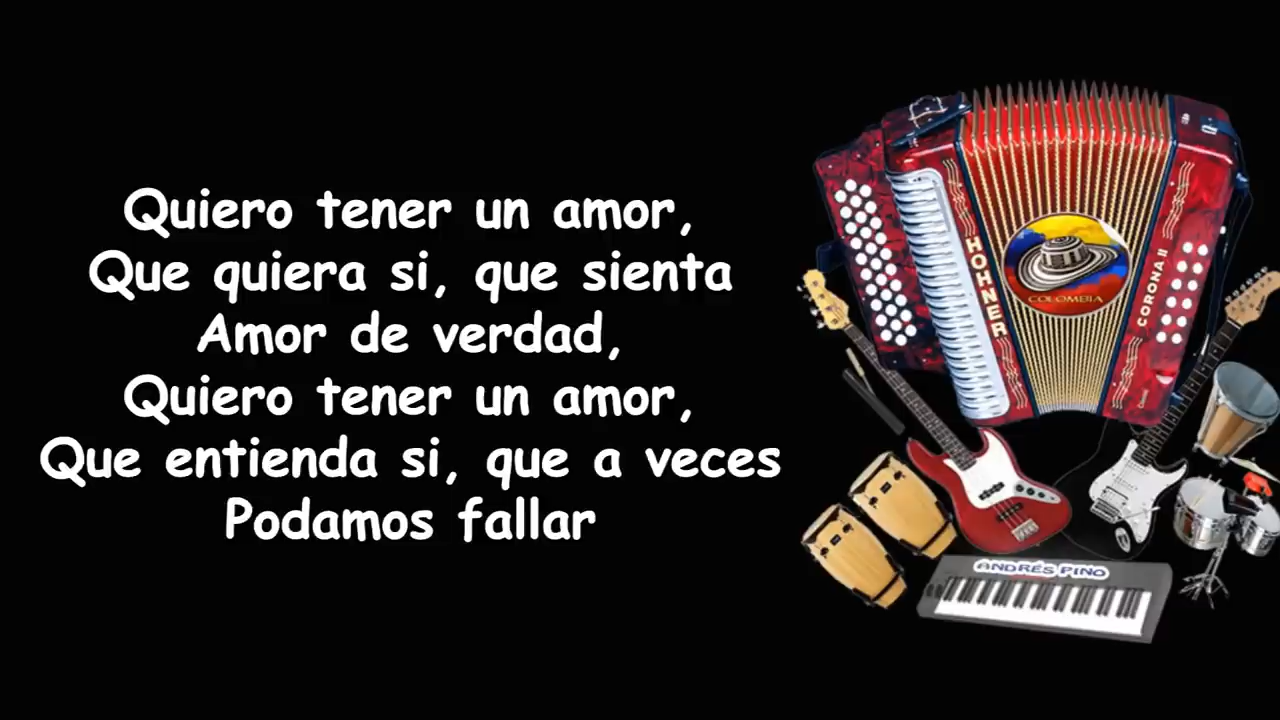 Quiero tener un amor,
Que quiera si, que sienta
Amor de verdad,
Quiero tener un amor,
Que entienda si, que a veces
Podamos fallar
HOHNER
COLOMBIA
CORONA II
ANDRÉS PINO